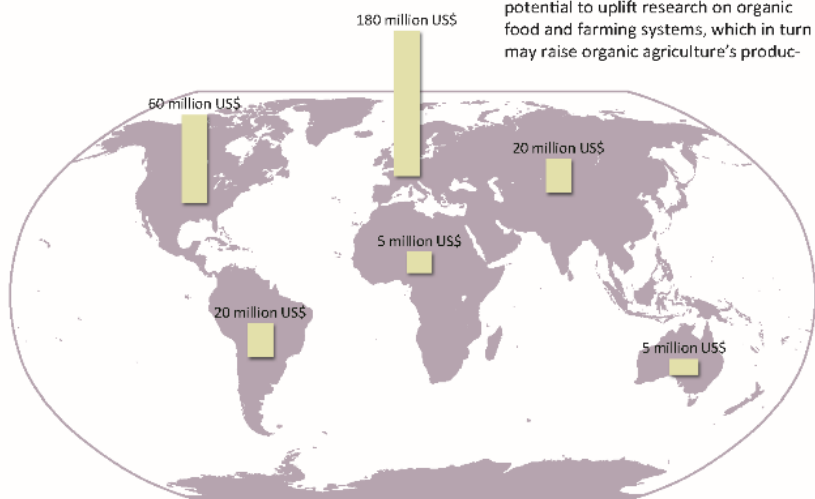 potential to uplift research on organic
food and farming systems, which in turn
may raise organic agriculture's produc-
180 million US$
60 million US$
20 million US$
5 million US$
20 million US$
5 million US$